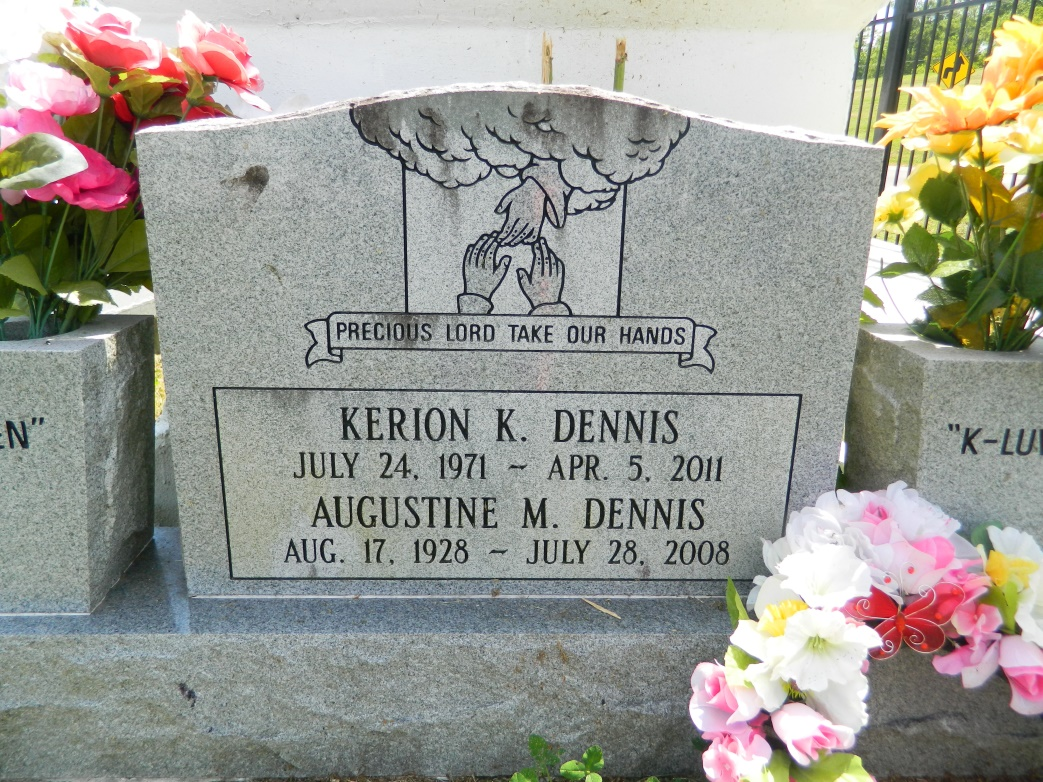 PRECIOUS LORD TAKE OUR HANDS
KERION K. DENNIS
JULY 24, 1971 ~ APR. 5, 2011
AUGUSTINE M. DENNIS
AUG. 17, 1928 ~ JULY 28, 2008